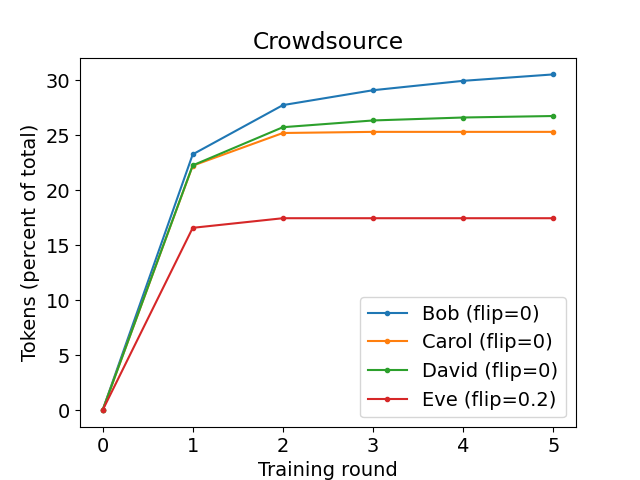 Crowdsource
Tokens (percent of total)
30
25
20
15
10
5
0
Bob (flip=0)
Carol (flip=0)
David (flip=0)
Eve (flip=0.2)
0 1 2 3 4 5
Training round